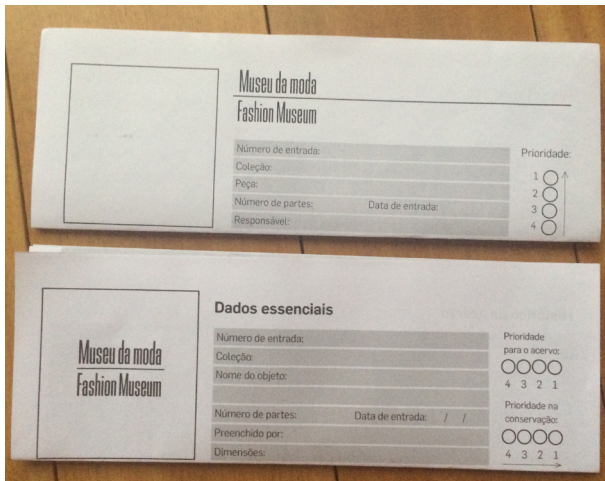 Museu da moda
Fashion Museum
Número de entrada:
Coleção:
Peça:
Número de partes: Data de entrada:
Responsável:
Prioridade:
1
2
3
4
Museu da moda
Fashion Museum
Dados essenciais
Número de entrada:
Coleção:
Nome do objeto:
Número de partes: Data de entrada: / /
Preenchido por:
Dimensões:
Prioridade
para o acervo:
4 3 2 1
Prioridade na
conservação:
4 3 2 1